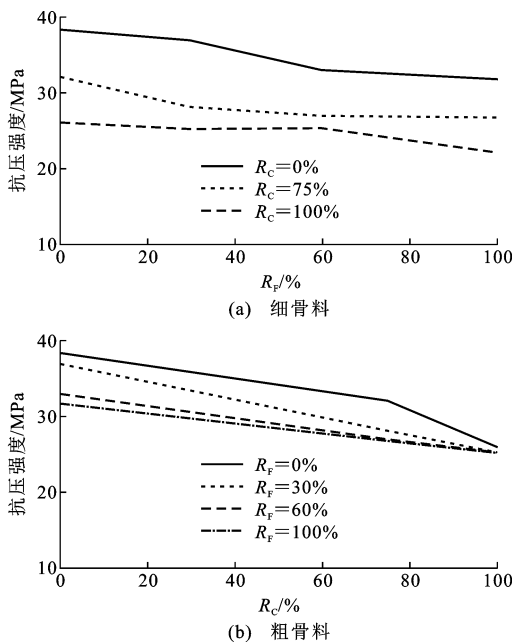 40
30
20
10
抗压强度/MPa
R_C=0%
R_C=75%
R_C=100%
0 20 40 60 80 100
R_F/%
(a) 细骨料
40
30
20
10
抗压强度/MPa
R_F=0%
R_F=30%
R_F=60%
R_F=100%
0 20 40 60 80 100
R_C/%
(b) 粗骨料